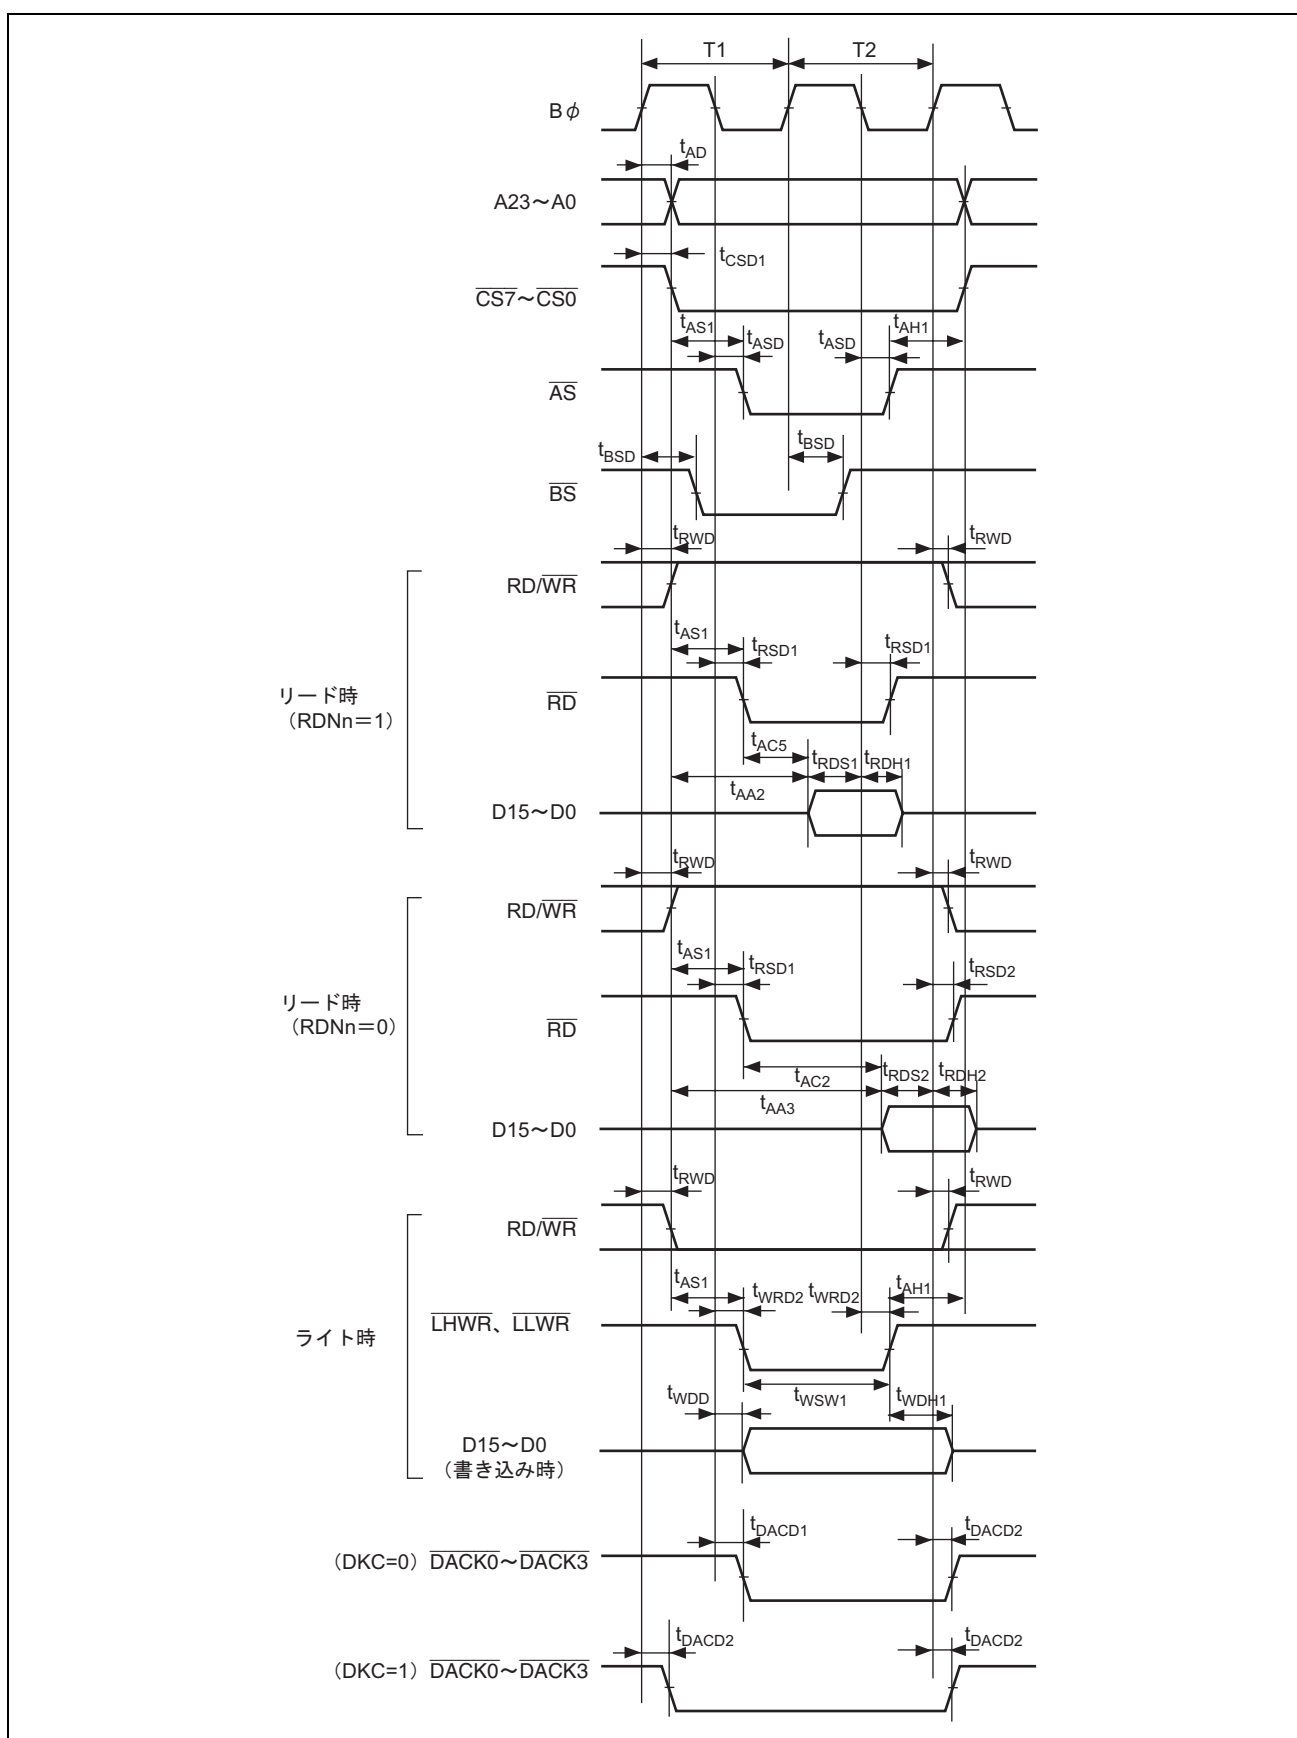 T1 T2
Bφ
tAD
A23～A0
tCSD1
CS7～CS0
tAS1 tASD tASD tAH1
AS
tBSD tBSD
BS
tRWD tRWD
RD/WR
tAS1 tRSD1 tRSD1
リード時
（RDNn＝1）
RD
tAC5 tRDS1 tRDH1
tAA2
D15～D0
tRWD tRWD
RD/WR
tAS1 tRSD1 tRSD2
リード時
（RDNn＝0）
RD
tAC2 tRDS2 tRDH2
tAA3
D15～D0
tRWD tRWD
RD/WR
tAS1 tWRD2 tWRD2 tAH1
ライト時
LHWR、LLWR
tWDD tWSW1 tWDH1
D15～D0
（書き込み時）
tDACD1 tDACD2
（DKC=0）DACK0～DACK3
tDACD2 tDACD2
（DKC=1）DACK0～DACK3